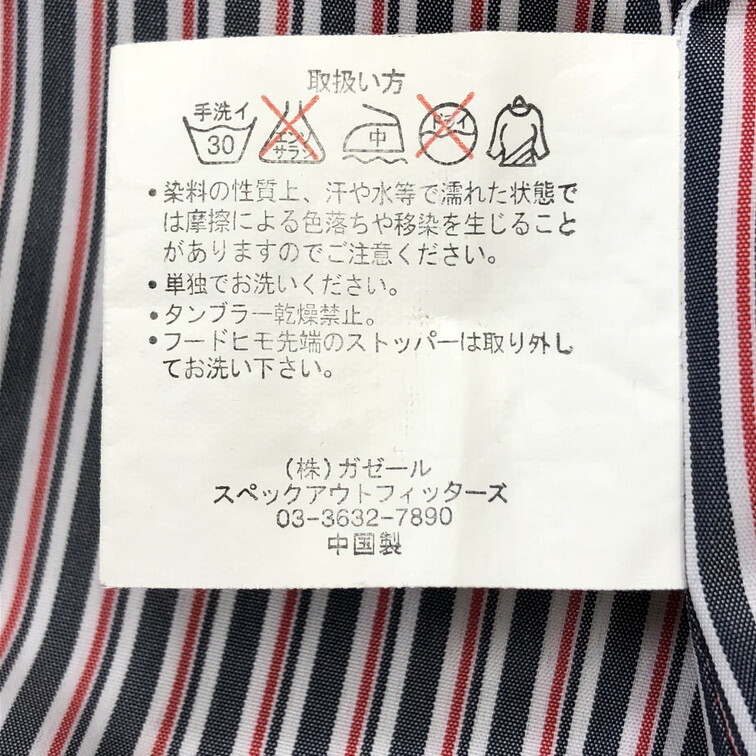 取扱い方
手洗イ エンソ 中 ドライ
30 サラシ
・染料の性質上、汗や水等で濡れた状態で
は摩擦による色落ちや移染を生じること
がありますのでご注意ください。
・単独でお洗いください。
・タンブラー乾燥禁止。
・フードヒモ先端のストッパーは取り外し
てお洗い下さい。
(株)ガゼール
スペックアウトフィッターズ
03-3632-7890
中国製